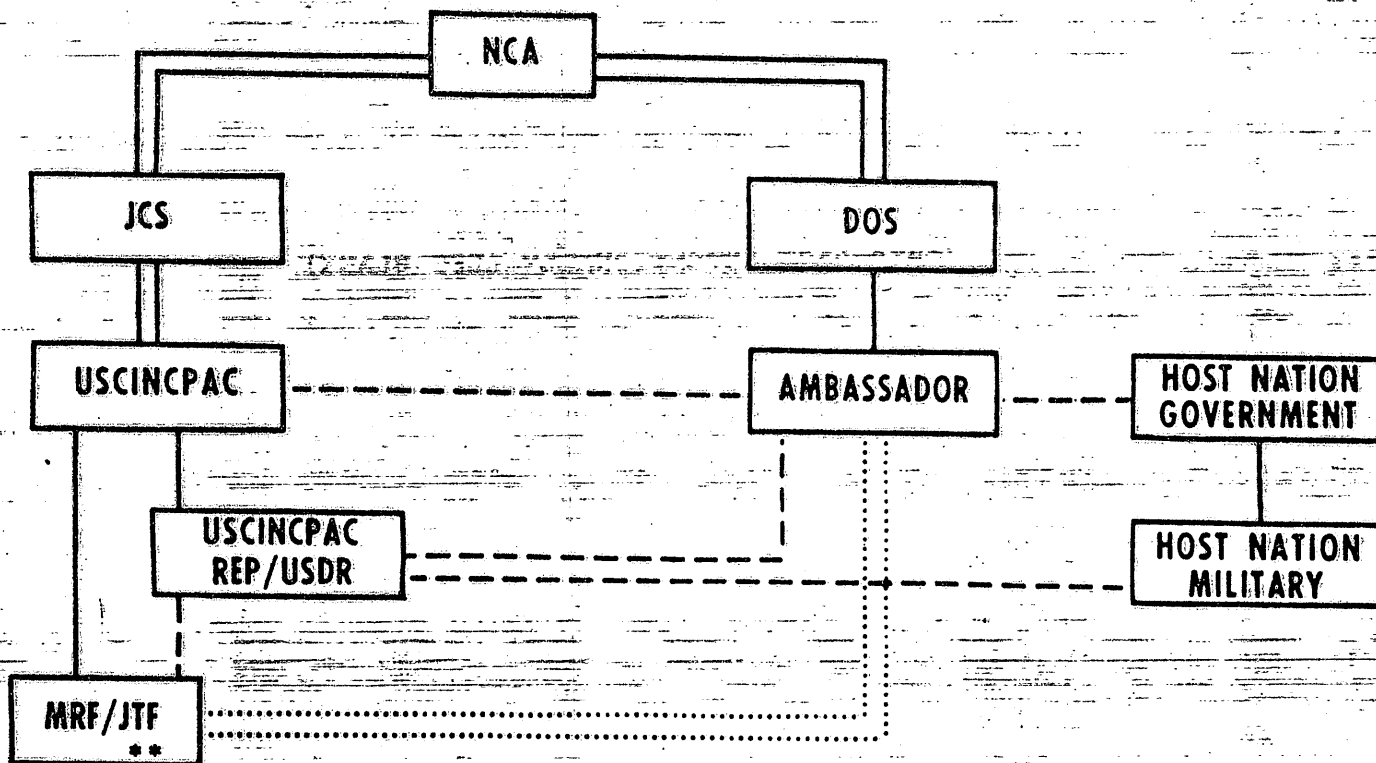 NCA
JCS
DOS
USCINCPAC
AMBASSADOR
HOST NATION
GOVERNMENT
USCINCPAC
REP/USDR
HOST NATION
MILITARY
MRF/JTF
**